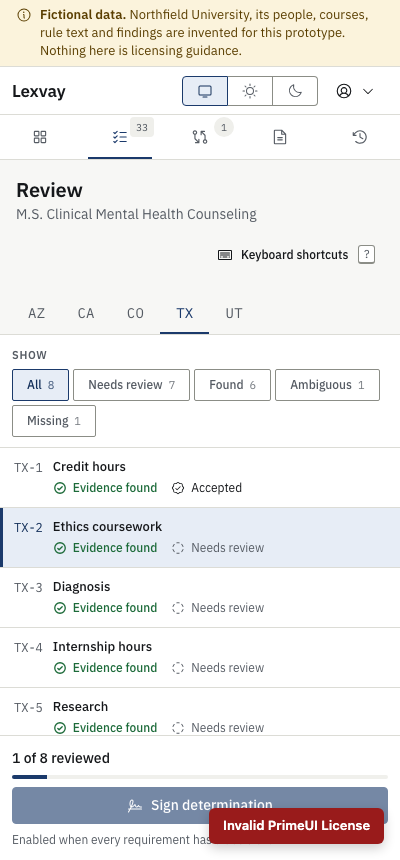 Fictional data. Northfield University, its people, courses,
rule text and findings are invented for this prototype.
Nothing here is licensing guidance.
Lexvay
33
1
Review
M.S. Clinical Mental Health Counseling
Keyboard shortcuts ?
AZ CA CO TX UT
SHOW
All 8 Needs review 7 Found 6 Ambiguous 1
Missing 1
TX-1 Credit hours
Evidence found Accepted
TX-2 Ethics coursework
Evidence found Needs review
TX-3 Diagnosis
Evidence found Needs review
TX-4 Internship hours
Evidence found Needs review
TX-5 Research
Evidence found Needs review
1 of 8 reviewed
Sign determination
Enabled when every requirement has
Invalid PrimeUI License